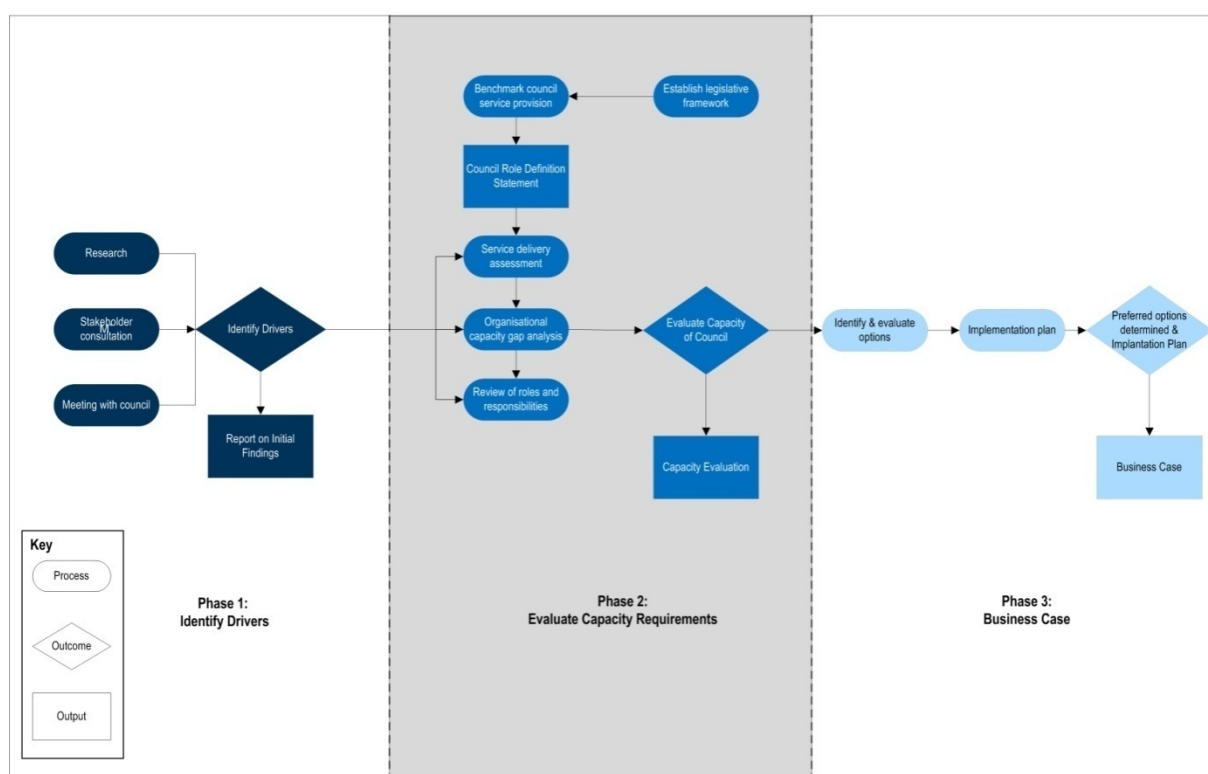 Research
Stakeholder
consultation
M
Meeting with council
Identify Drivers
Report on Initial
Findings
Key
Process
Outcome
Output
Phase 1:
Identify Drivers
Benchmark council
service provision
Establish legislative
framework
Council Role Definition
Statement
Service delivery
assessment
Organisational
capacity gap analysis
Review of roles and
responsibilities
Evaluate Capacity
of Council
Capacity Evaluation
Phase 2:
Evaluate Capacity Requirements
Identify & evaluate
options
Implementation plan
Preferred options
determined &
Implantation Plan
Business Case
Phase 3:
Business Case